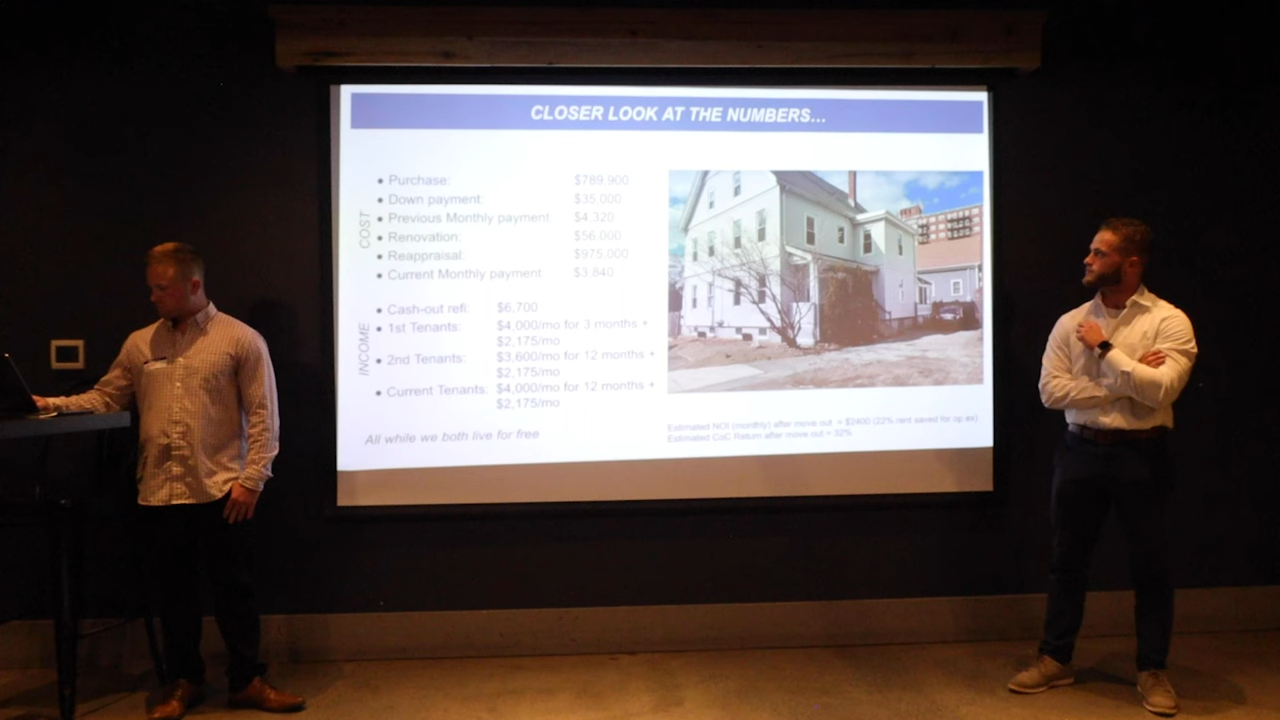 CLOSER LOOK AT THE NUMBERS...
COST
• Purchase: $789,900
• Down payment: $35,000
• Previous Monthly payment $4,320
• Renovation: $56,000
• Reappraisal: $975,000
• Current Monthly payment $3,840
INCOME
• Cash-out refi: $6,700
• 1st Tenants: $4,000/mo for 3 months +
$2,175/mo
• 2nd Tenants: $3,600/mo for 12 months +
$2,175/mo
• Current Tenants: $4,000/mo for 12 months +
$2,175/mo
All while we both live for free
Estimated NOI (monthly) after move out = $2400 (22% rent saved for op ex)
Estimated CoC Return after move out = 32%